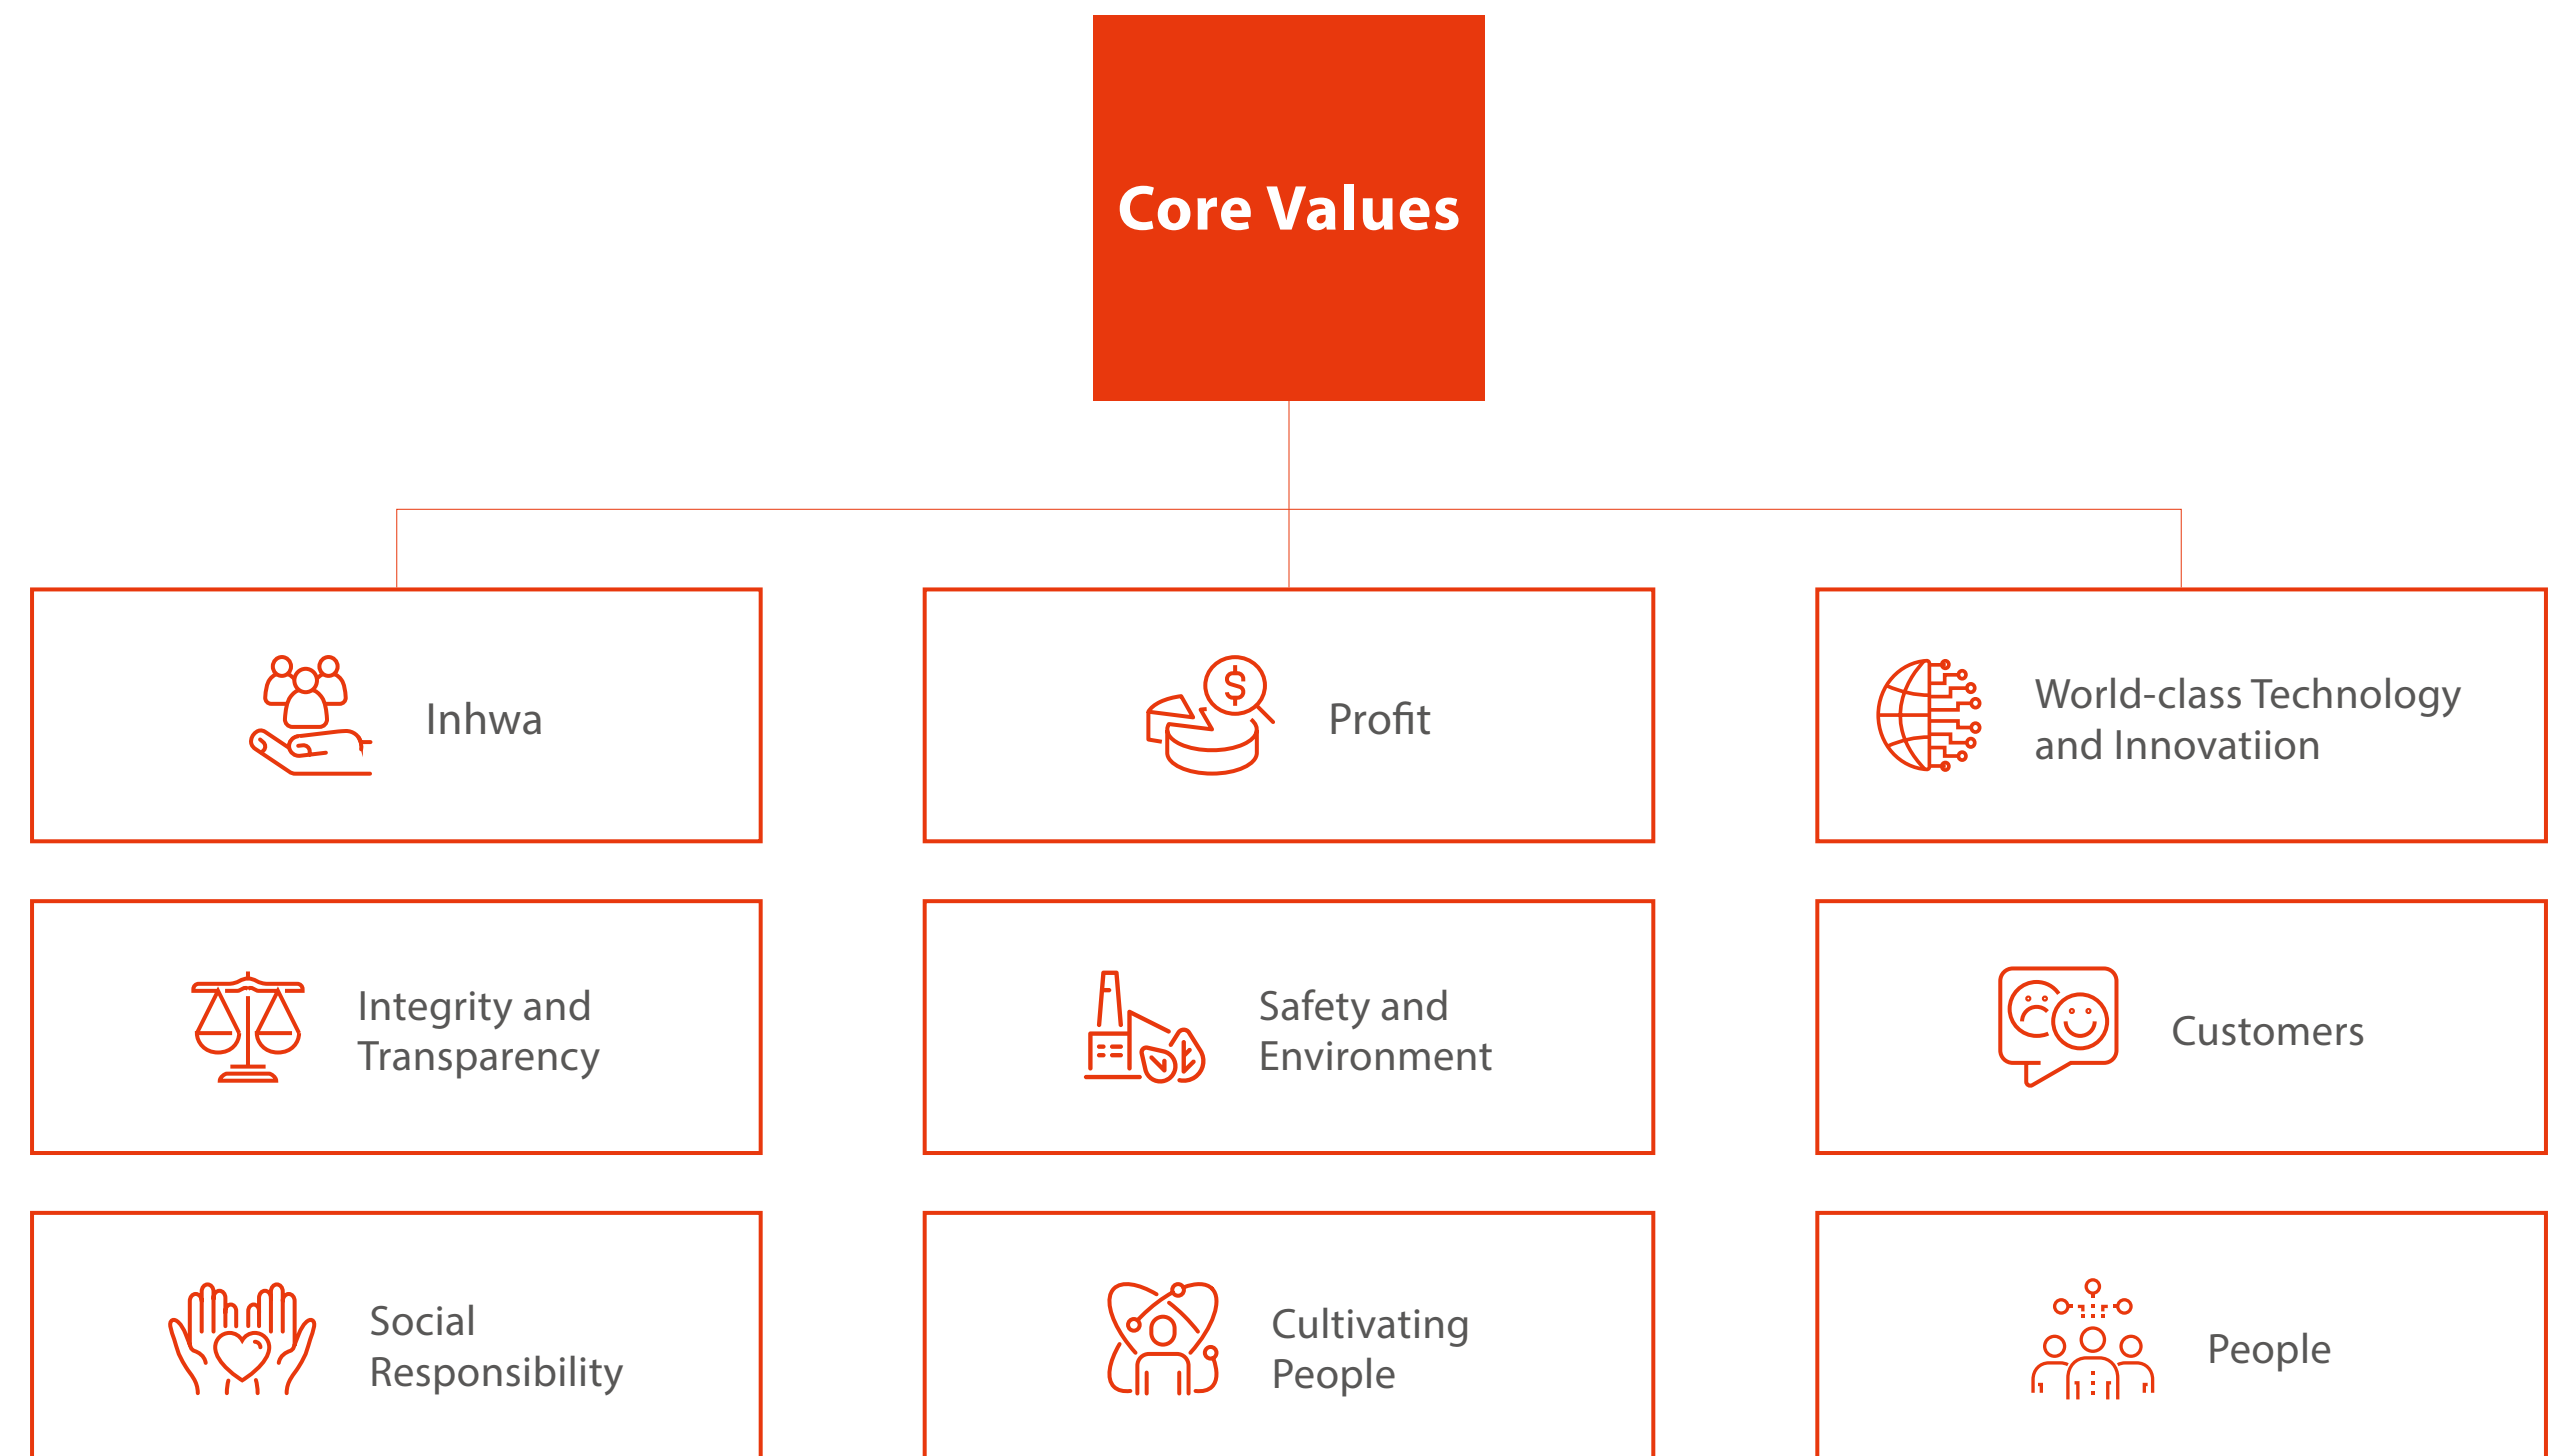 Core Values
Inhwa
Profit
World-class Technology
and Innovatiion
Integrity and
Transparency
Safety and
Environment
Customers
Social
Responsibility
Cultivating
People
People